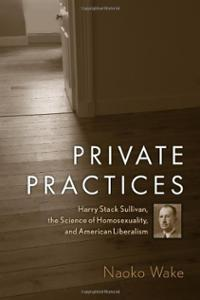 PRIVATE
PRACTICES
Harry Stack Sullivan,
the Science of Homosexuality,
and American Liberalism
Naoko Wake